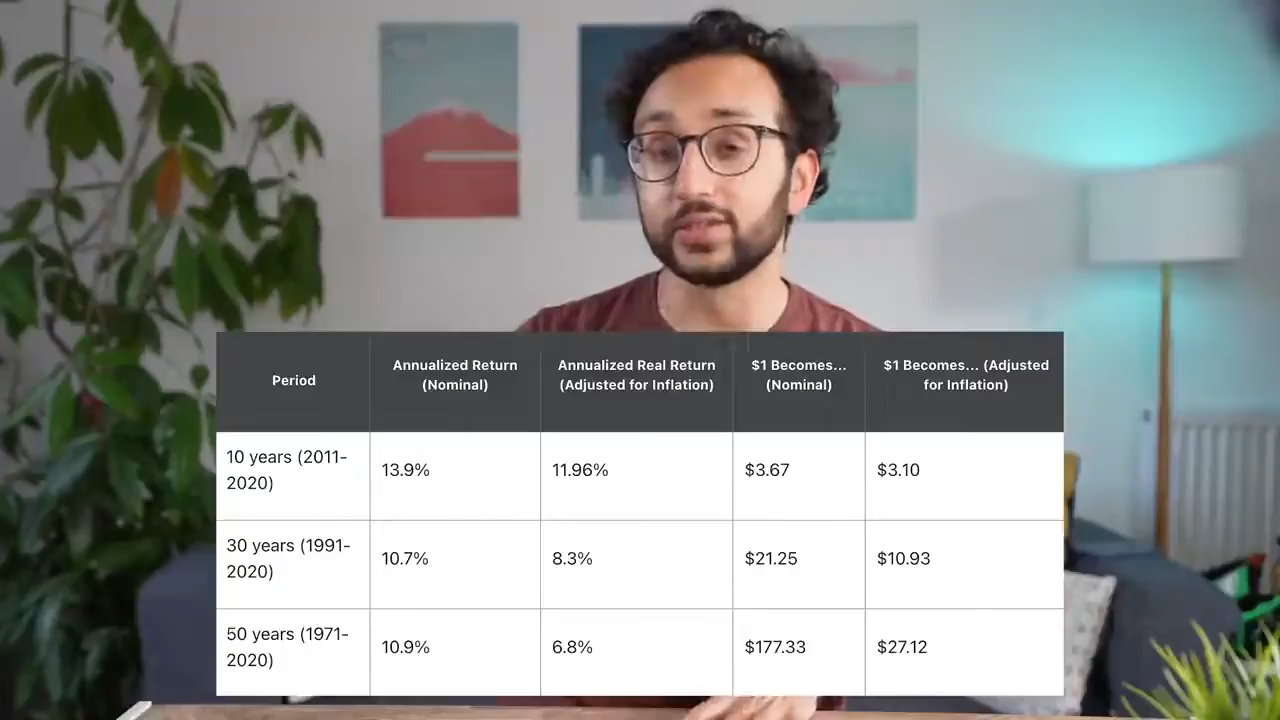 Period
Annualized Return
(Nominal)
Annualized Real Return
(Adjusted for Inflation)
$1 Becomes...
(Nominal)
$1 Becomes... (Adjusted
for Inflation)
10 years (2011-
2020)
13.9%
11.96%
$3.67
$3.10
30 years (1991-
2020)
10.7%
8.3%
$21.25
$10.93
50 years (1971-
2020)
10.9%
6.8%
$177.33
$27.12